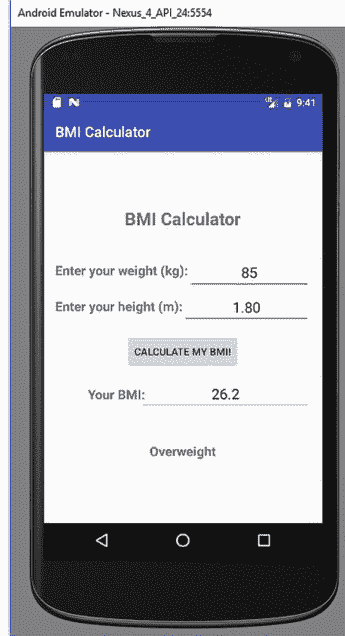 Android Emulator - Nexus_4_API_24:5554
9:41
BMI Calculator
BMI Calculator
Enter your weight (kg): 85
Enter your height (m): 1.80
CALCULATE MY BMI!
Your BMI: 26.2
Overweight